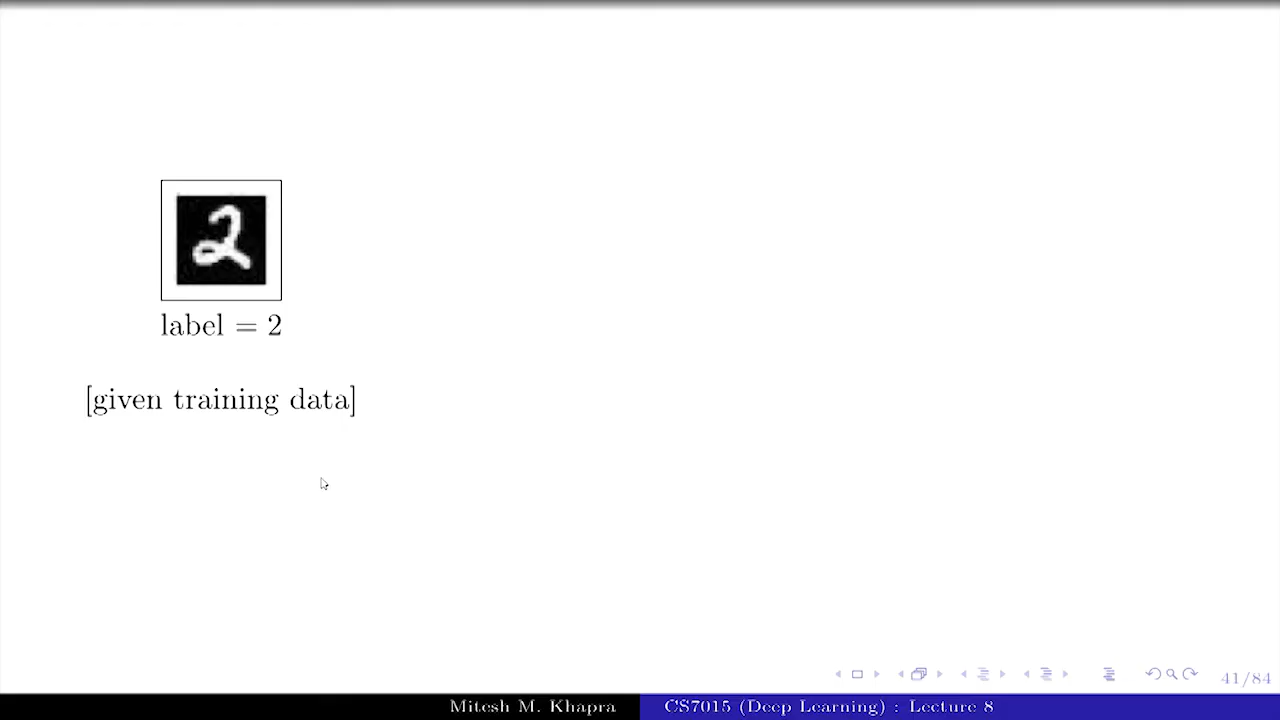 2
label = 2
[given training data]
41/84
Mitesh M. Khapra CS7015 (Deep Learning) : Lecture 8